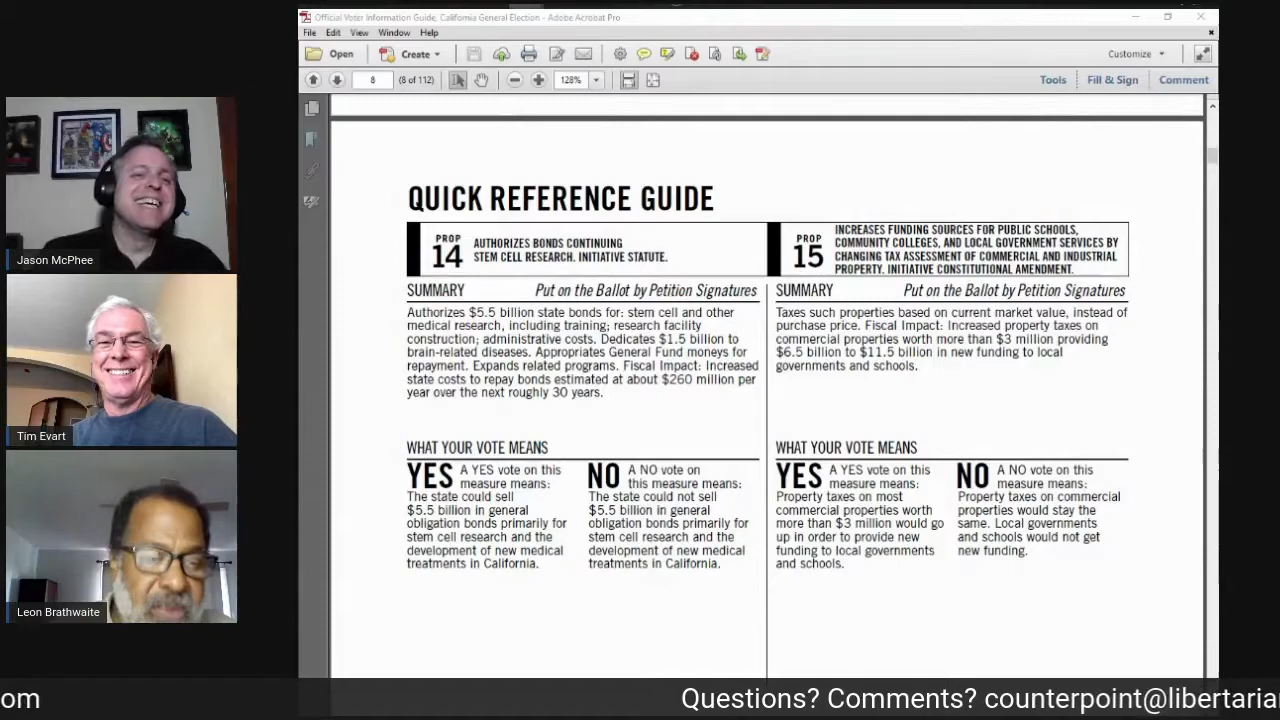 Official Voter Information Guide, California General Election - Adobe Acrobat Pro
File Edit View Window Help
Open Create Customize
8 (8 of 112) 128% Tools Fill & Sign Comment
Jason McPhee
Tim Evart
Leon Brathwaite
QUICK REFERENCE GUIDE
PROP
14
AUTHORIZES BONDS CONTINUING
STEM CELL RESEARCH. INITIATIVE STATUTE.
SUMMARY Put on the Ballot by Petition Signatures
Authorizes $5.5 billion state bonds for: stem cell and other
medical research, including training; research facility
construction; administrative costs. Dedicates $1.5 billion to
brain-related diseases. Appropriates General Fund moneys for
repayment. Expands related programs. Fiscal Impact: Increased
state costs to repay bonds estimated at about $260 million per
year over the next roughly 30 years.
WHAT YOUR VOTE MEANS
YES A YES vote on this
measure means:
The state could sell
$5.5 billion in general
obligation bonds primarily for
stem cell research and the
development of new medical
treatments in California.
NO A NO vote on
this measure means:
The state could not sell
$5.5 billion in general
obligation bonds primarily for
stem cell research and the
development of new medical
treatments in California.
PROP
15
INCREASES FUNDING SOURCES FOR PUBLIC SCHOOLS,
COMMUNITY COLLEGES, AND LOCAL GOVERNMENT SERVICES BY
CHANGING TAX ASSESSMENT OF COMMERCIAL AND INDUSTRIAL
PROPERTY. INITIATIVE CONSTITUTIONAL AMENDMENT.
SUMMARY Put on the Ballot by Petition Signatures
Taxes such properties based on current market value, instead of
purchase price. Fiscal Impact: Increased property taxes on
commercial properties worth more than $3 million providing
$6.5 billion to $11.5 billion in new funding to local
governments and schools.
WHAT YOUR VOTE MEANS
YES A YES vote on this
measure means:
Property taxes on most
commercial properties worth
more than $3 million would go
up in order to provide new
funding to local governments
and schools.
NO A NO vote on this
measure means:
Property taxes on commercial
properties would stay the
same. Local governments
and schools would not get
new funding.
om Questions? Comments? counterpoint@libertaria